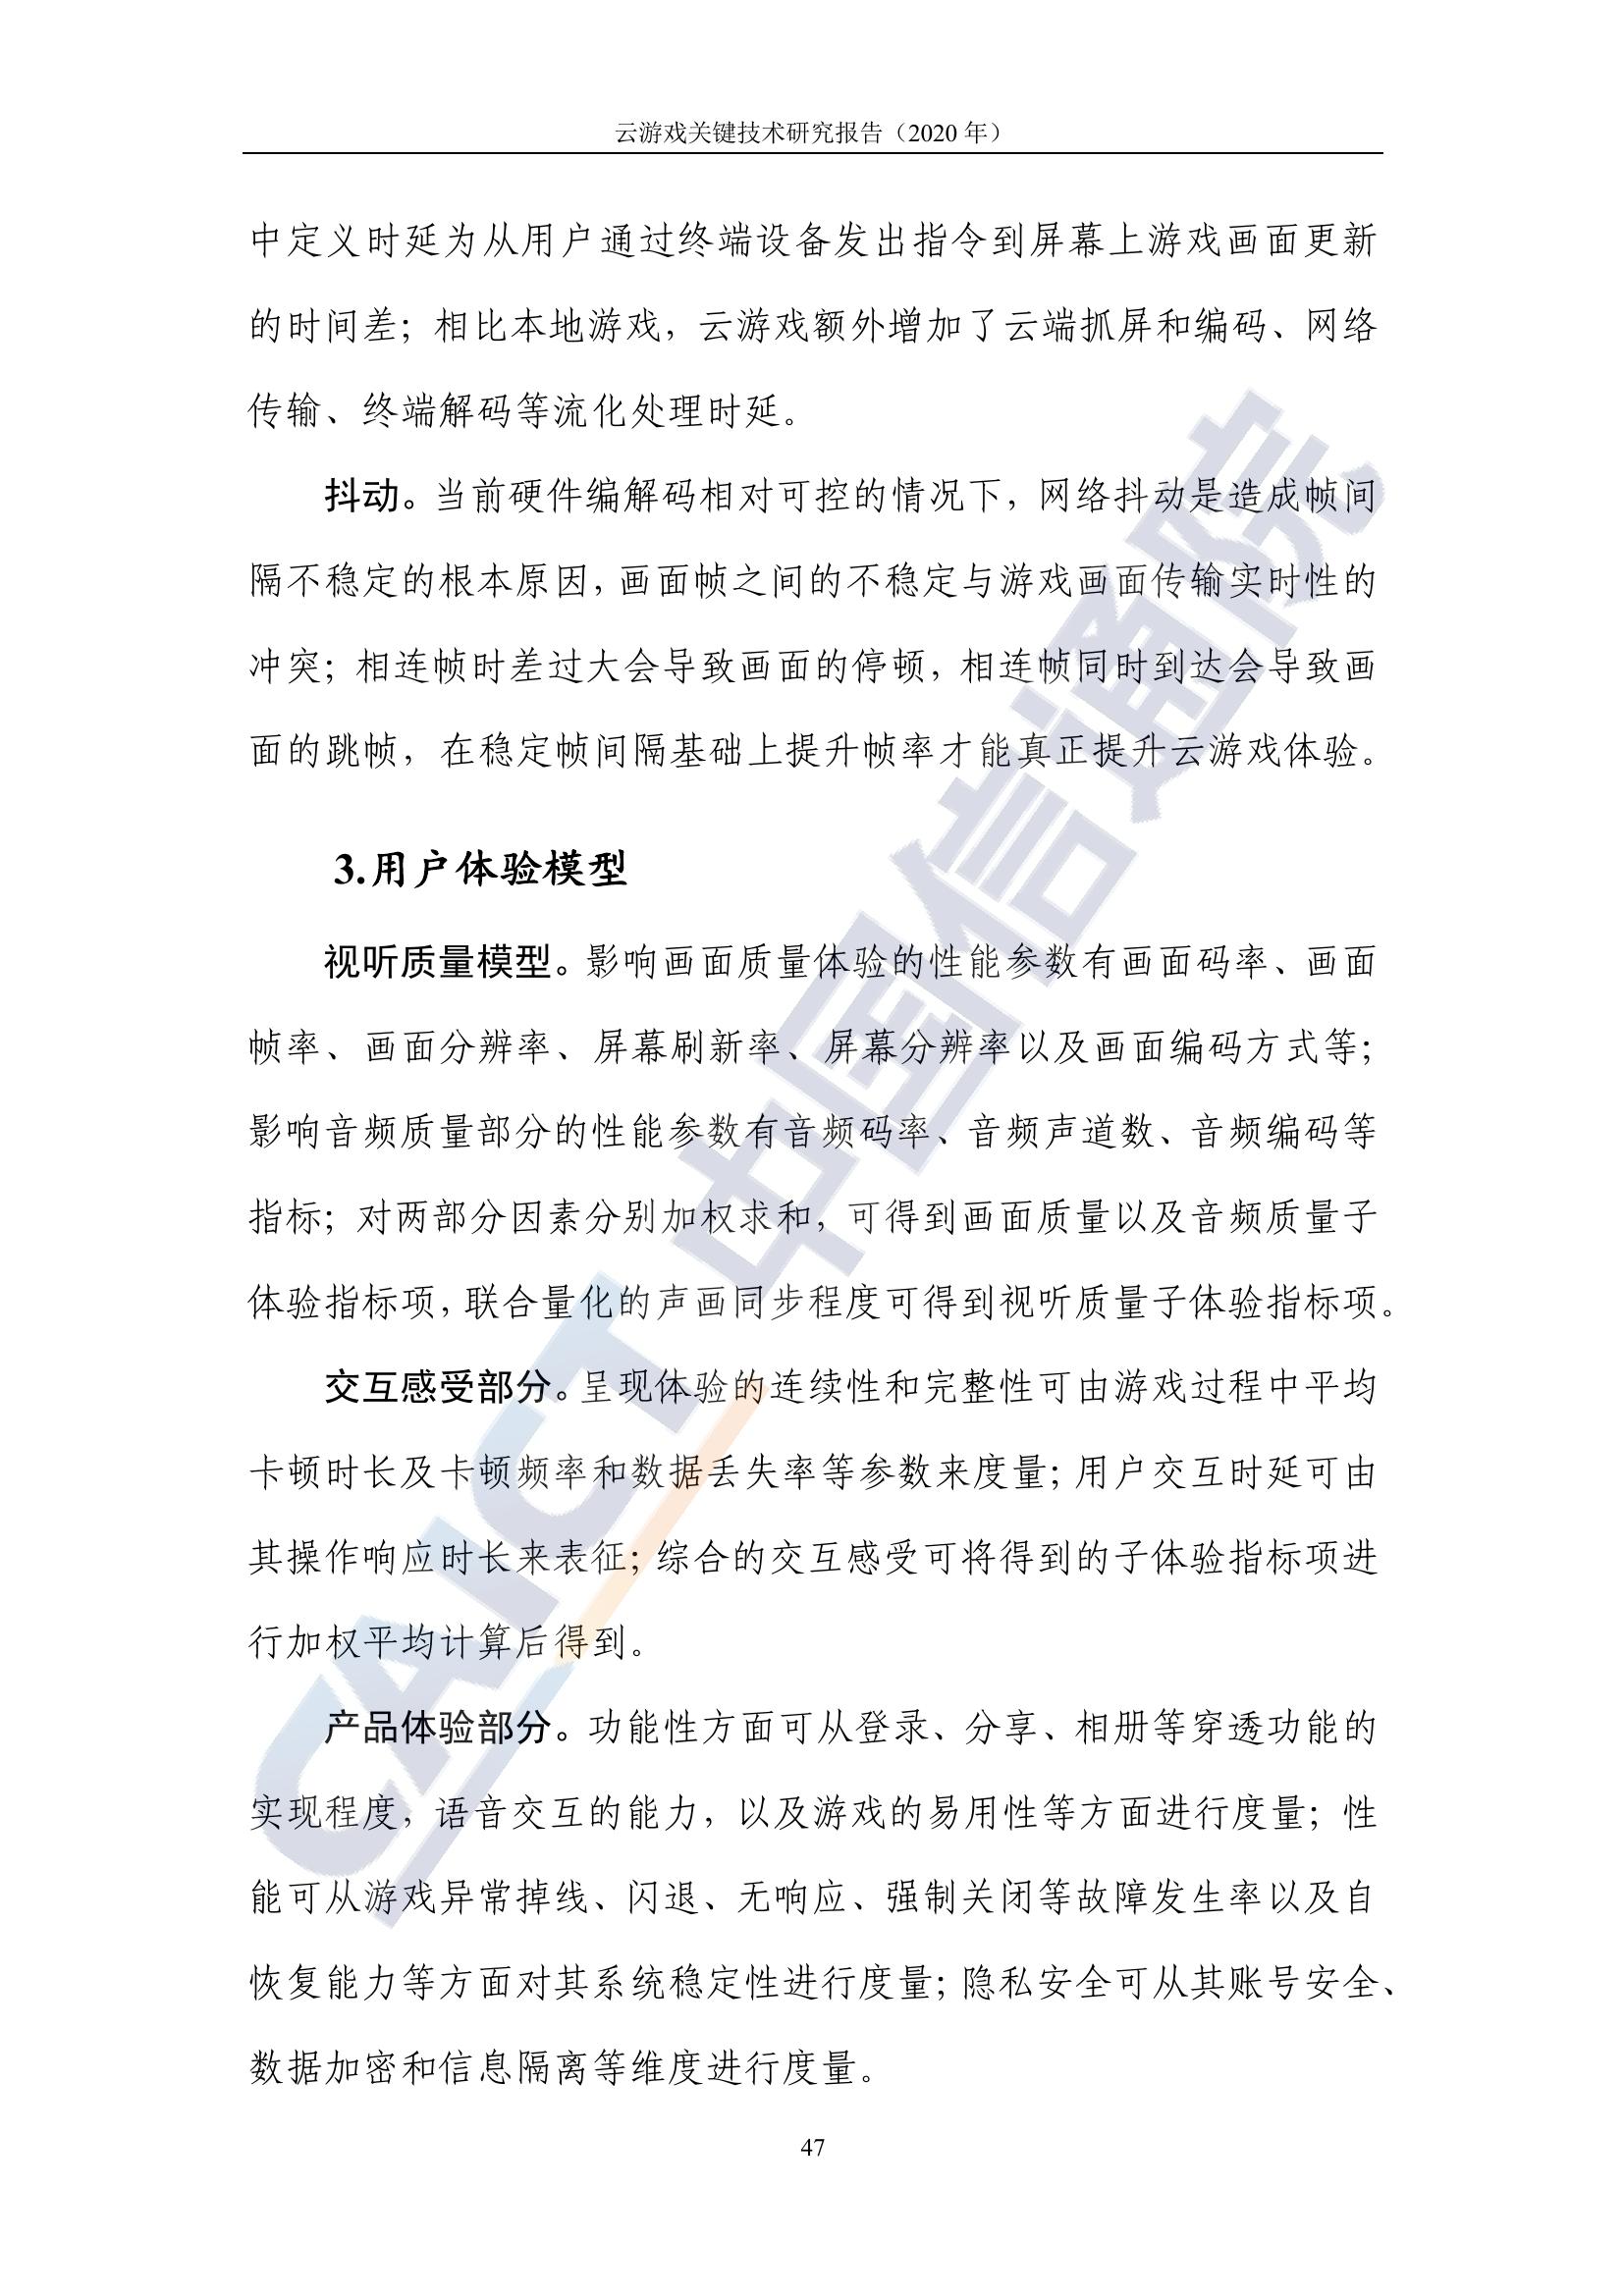 云游戏关键技术研究报告（2020 年）
中定义时延为从用户通过终端设备发出指令到屏幕上游戏画面更新
的时间差；相比本地游戏，云游戏额外增加了云端抓屏和编码、网络
传输、终端解码等流化处理时延。
抖动。当前硬件编解码相对可控的情况下，网络抖动是造成帧间
隔不稳定的根本原因，画面帧之间的不稳定与游戏画面传输实时性的
冲突；相连帧时差过大会导致画面的停顿，相连帧同时到达会导致画
面的跳帧，在稳定帧间隔基础上提升帧率才能真正提升云游戏体验。
3.用户体验模型
视听质量模型。影响画面质量体验的性能参数有画面码率、画面
帧率、画面分辨率、屏幕刷新率、屏幕分辨率以及画面编码方式等；
影响音频质量部分的性能参数有音频码率、音频声道数、音频编码等
指标；对两部分因素分别加权求和，可得到画面质量以及音频质量子
体验指标项，联合量化的声画同步程度可得到视听质量子体验指标项。
交互感受部分。呈现体验的连续性和完整性可由游戏过程中平均
卡顿时长及卡顿频率和数据丢失率等参数来度量；用户交互时延可由
其操作响应时长来表征；综合的交互感受可将得到的子体验指标项进
行加权平均计算后得到。
产品体验部分。功能性方面可从登录、分享、相册等穿透功能的
实现程度，语音交互的能力，以及游戏的易用性等方面进行度量；性
能可从游戏异常掉线、闪退、无响应、强制关闭等故障发生率以及自
恢复能力等方面对其系统稳定性进行度量；隐私安全可从其账号安全、
数据加密和信息隔离等维度进行度量。
47
CAICT 中国信通院